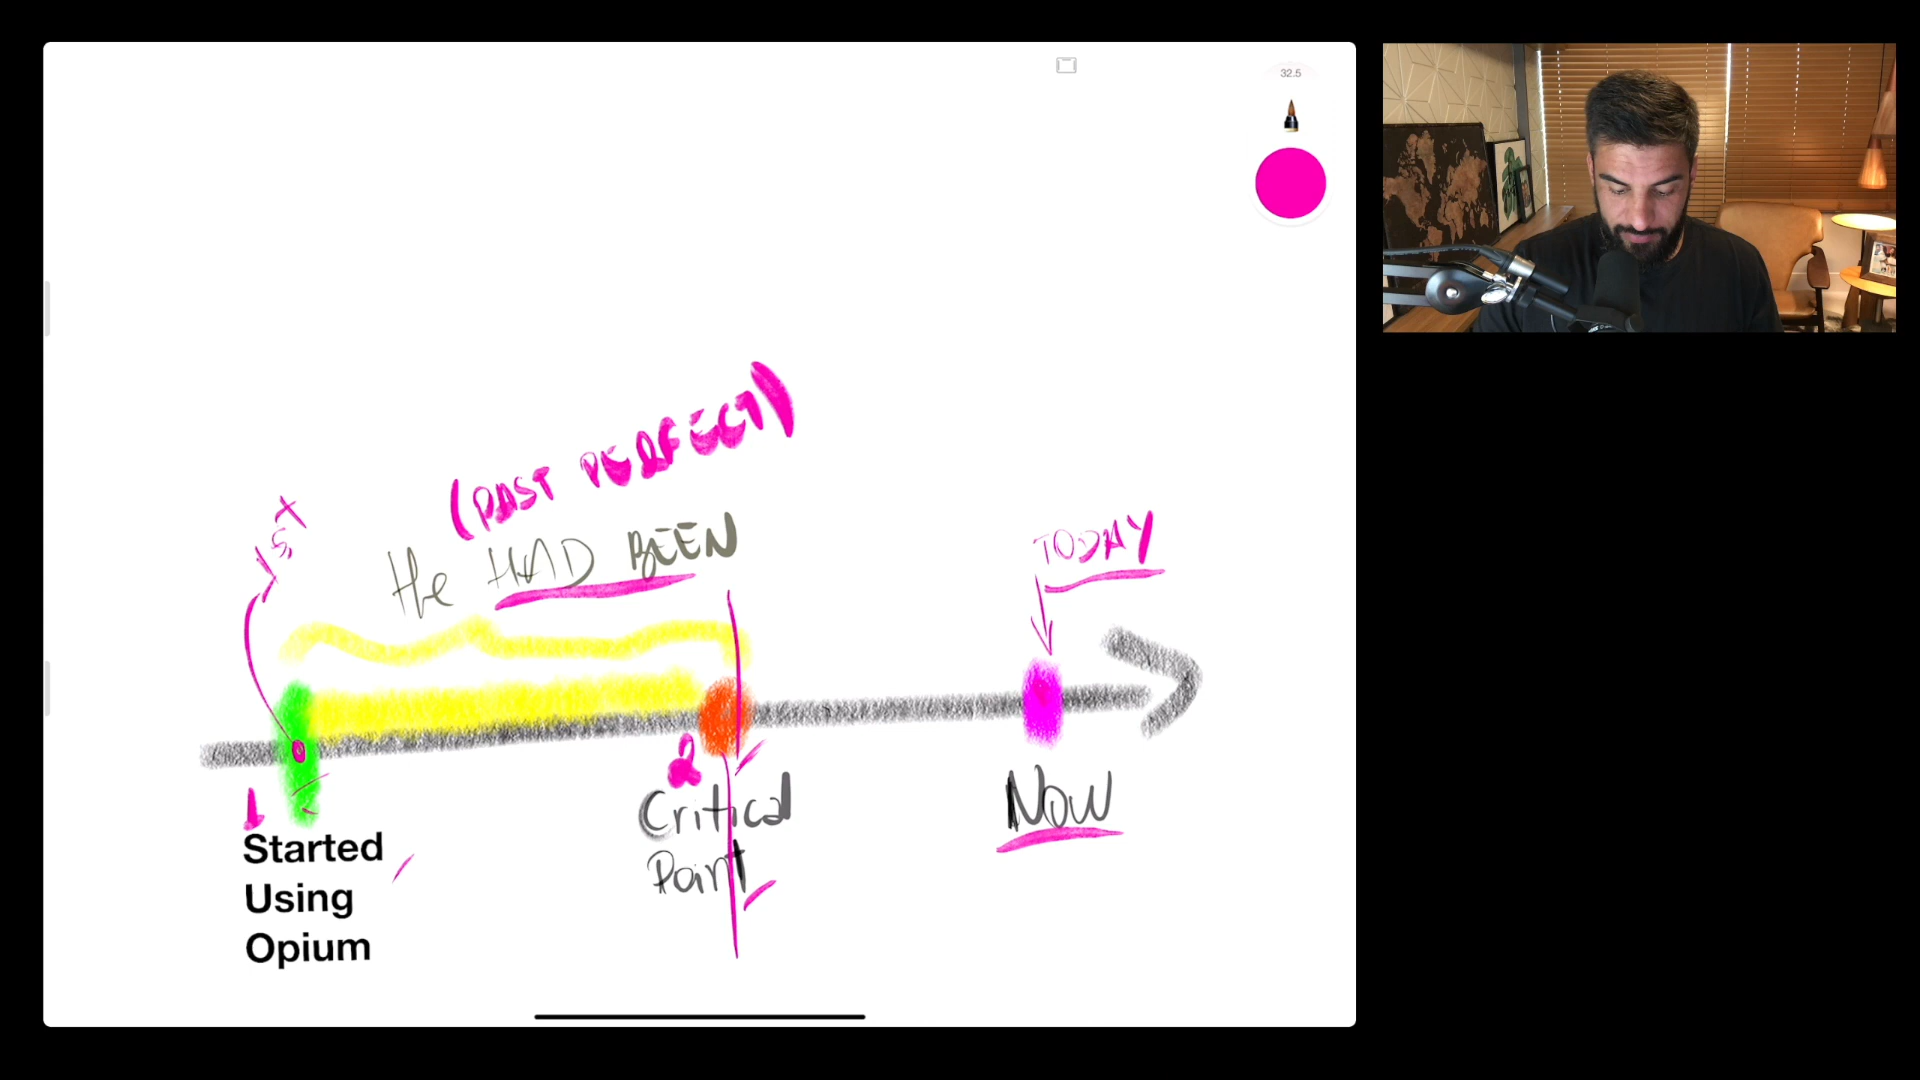 32.5
(PAST PERFECT)
1st
He HAD BEEN
TODAY
1
2
Critical
Point
NOW
Started
Using
Opium